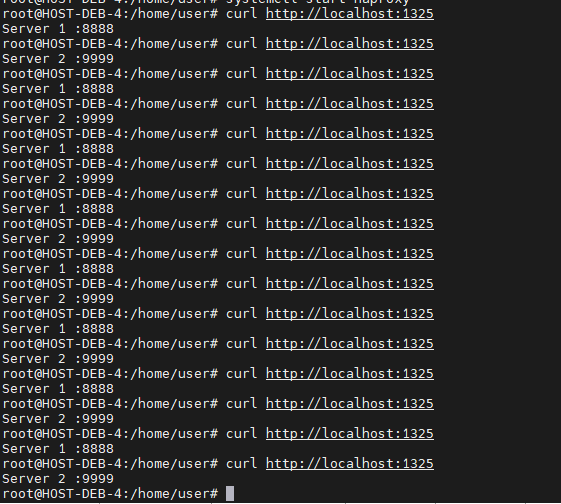 root@HOST-DEB-4:/home/user# systemctl start haproxy
root@HOST-DEB-4:/home/user# curl http://localhost:1325
Server 1 :8888
root@HOST-DEB-4:/home/user# curl http://localhost:1325
Server 2 :9999
root@HOST-DEB-4:/home/user# curl http://localhost:1325
Server 1 :8888
root@HOST-DEB-4:/home/user# curl http://localhost:1325
Server 2 :9999
root@HOST-DEB-4:/home/user# curl http://localhost:1325
Server 1 :8888
root@HOST-DEB-4:/home/user# curl http://localhost:1325
Server 2 :9999
root@HOST-DEB-4:/home/user# curl http://localhost:1325
Server 1 :8888
root@HOST-DEB-4:/home/user# curl http://localhost:1325
Server 2 :9999
root@HOST-DEB-4:/home/user# curl http://localhost:1325
Server 1 :8888
root@HOST-DEB-4:/home/user# curl http://localhost:1325
Server 2 :9999
root@HOST-DEB-4:/home/user# curl http://localhost:1325
Server 1 :8888
root@HOST-DEB-4:/home/user# curl http://localhost:1325
Server 2 :9999
root@HOST-DEB-4:/home/user# curl http://localhost:1325
Server 1 :8888
root@HOST-DEB-4:/home/user# curl http://localhost:1325
Server 2 :9999
root@HOST-DEB-4:/home/user# curl http://localhost:1325
Server 1 :8888
root@HOST-DEB-4:/home/user# curl http://localhost:1325
Server 2 :9999
root@HOST-DEB-4:/home/user#